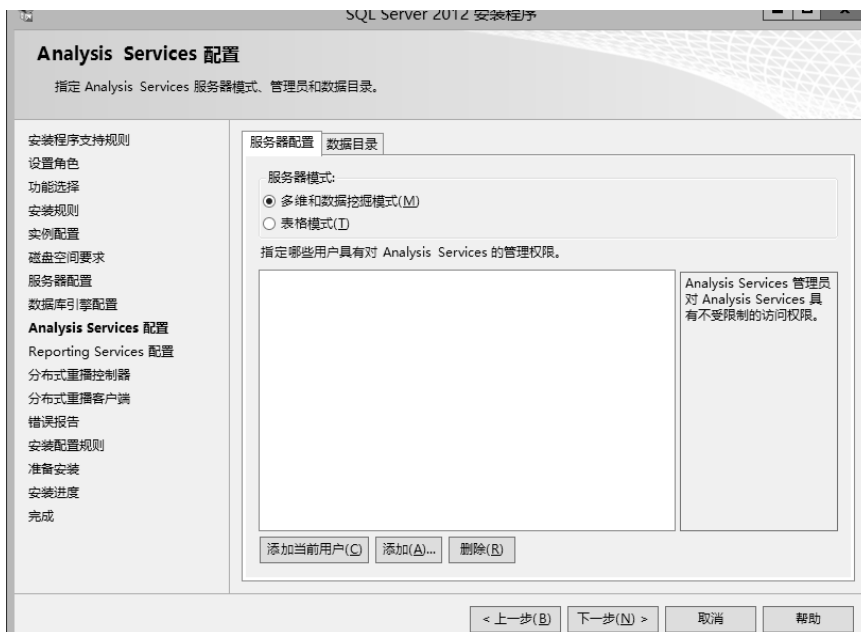 SQL Server 2012 安装程序
Analysis Services 配置
指定 Analysis Services 服务器模式、管理员和数据目录。
安装程序支持规则
设置角色
功能选择
安装规则
实例配置
磁盘空间要求
服务器配置
数据库引擎配置
Analysis Services 配置
Reporting Services 配置
分布式重播控制器
分布式重播客户端
错误报告
安装配置规则
准备安装
安装进度
完成
服务器配置 数据目录
服务器模式:
多维和数据挖掘模式(M)
表格模式(T)
指定哪些用户具有对 Analysis Services 的管理权限。
Analysis Services 管理员
对 Analysis Services 具
有不受限制的访问权限。
添加当前用户(C) 添加(A)... 删除(R)
< 上一步(B) 下一步(N) > 取消 帮助